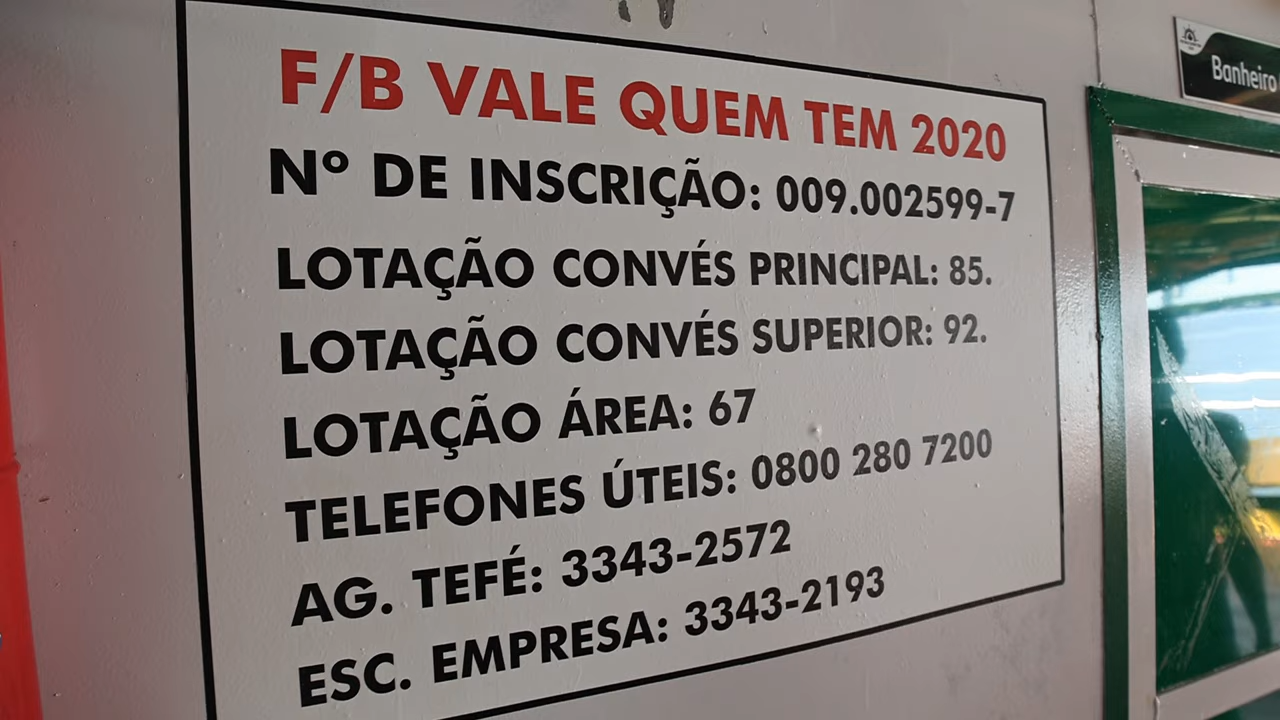 F/B VALE QUEM TEM 2020
Nº DE INSCRIÇÃO: 009.002599-7
LOTAÇÃO CONVÉS PRINCIPAL: 85.
LOTAÇÃO CONVÉS SUPERIOR: 92.
LOTAÇÃO ÁREA: 67
TELEFONES ÚTEIS: 0800 280 7200
AG. TEFÉ: 3343-2572
ESC. EMPRESA: 3343-2193
Banheiro